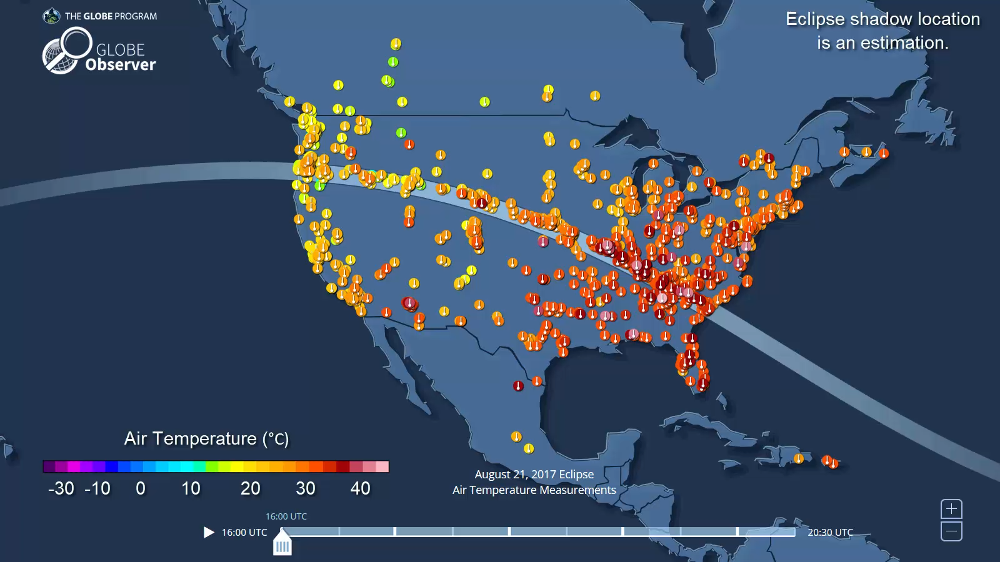 THE GLOBE PROGRAM
GLOBE
Observer
Eclipse shadow location
is an estimation.
Air Temperature (°C)
-30 -10 0 10 20 30 40
August 21, 2017 Eclipse
Air Temperature Measurements
16:00 UTC
16:00 UTC
20:30 UTC